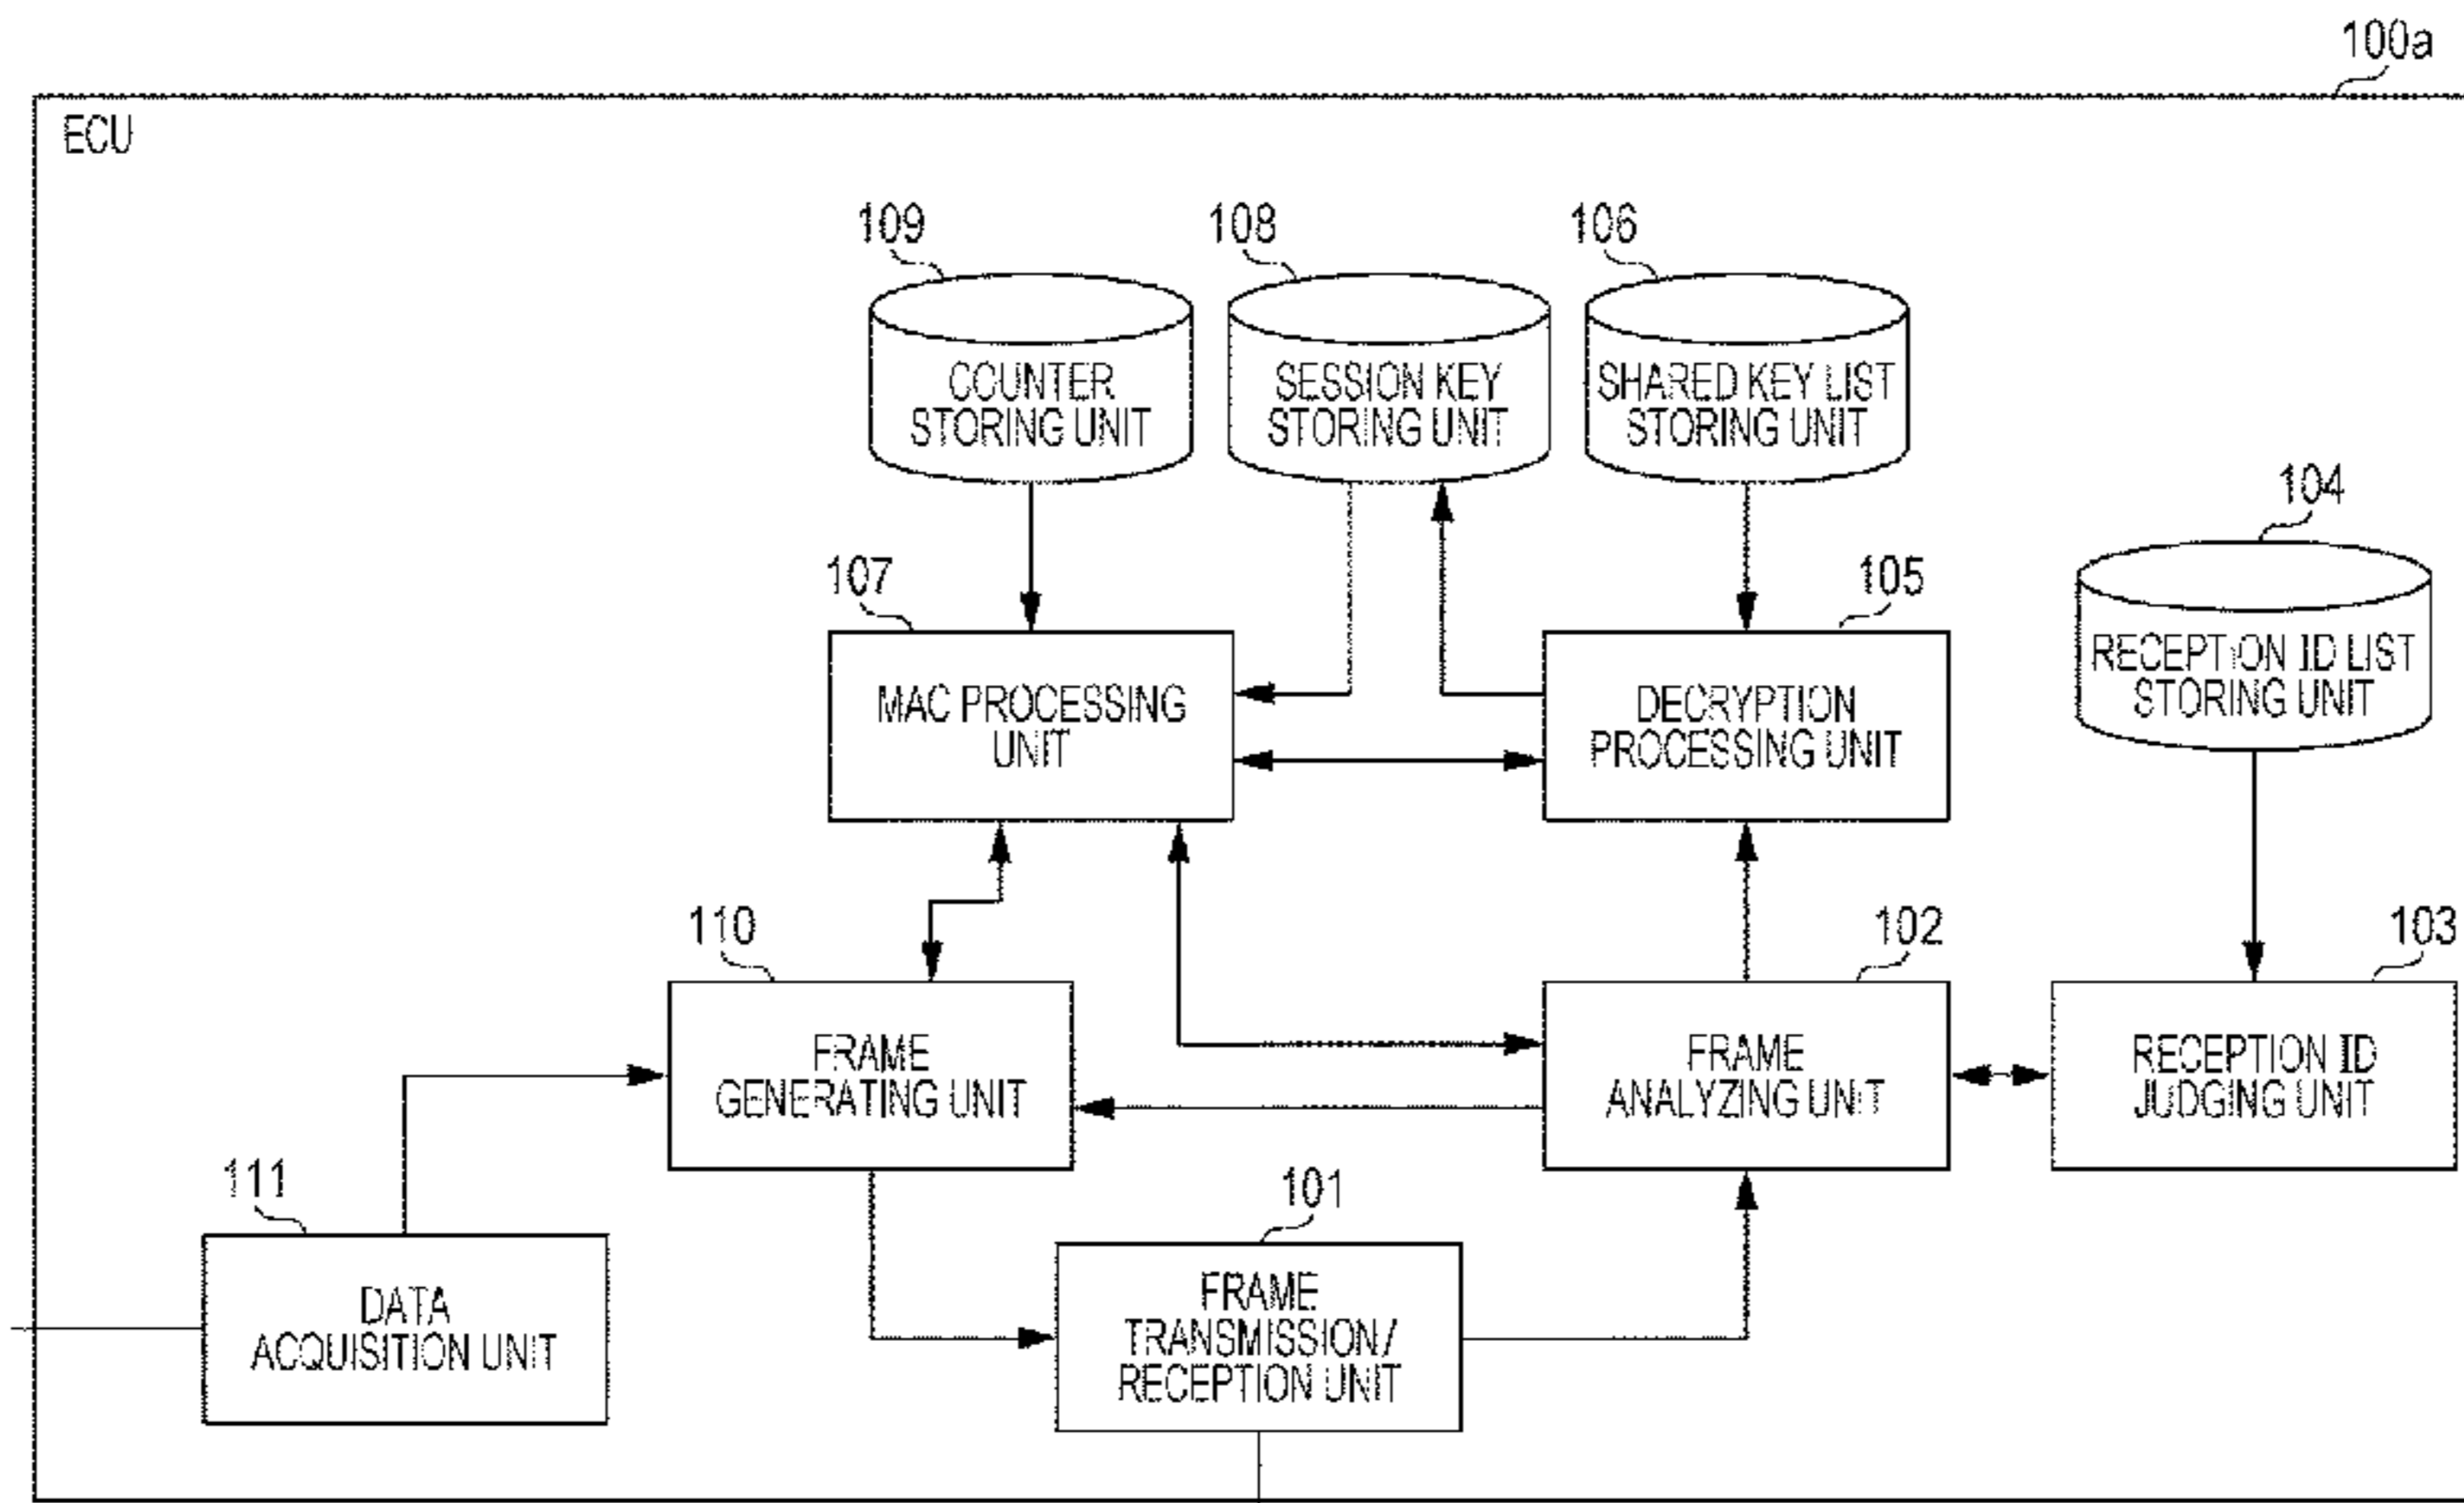 100a
ECU
109
108
106
COUNTER
STORING UNIT
SESSION KEY
STORING UNIT
SHARED KEY LIST
STORING UNIT
104
RECEPTION ID LIST
STORING UNIT
107
MAC PROCESSING
UNIT
105
DECRYPTION
PROCESSING UNIT
110
FRAME
GENERATING UNIT
102
FRAME
ANALYZING UNIT
103
RECEPTION ID
JUDGING UNIT
111
DATA
ACQUISITION UNIT
101
FRAME
TRANSMISSION/
RECEPTION UNIT